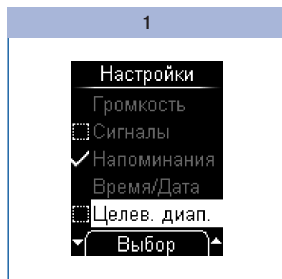 1
Настройки
Громкость
Сигналы
Напоминания
Время/Дата
Целев. диап.
Выбор